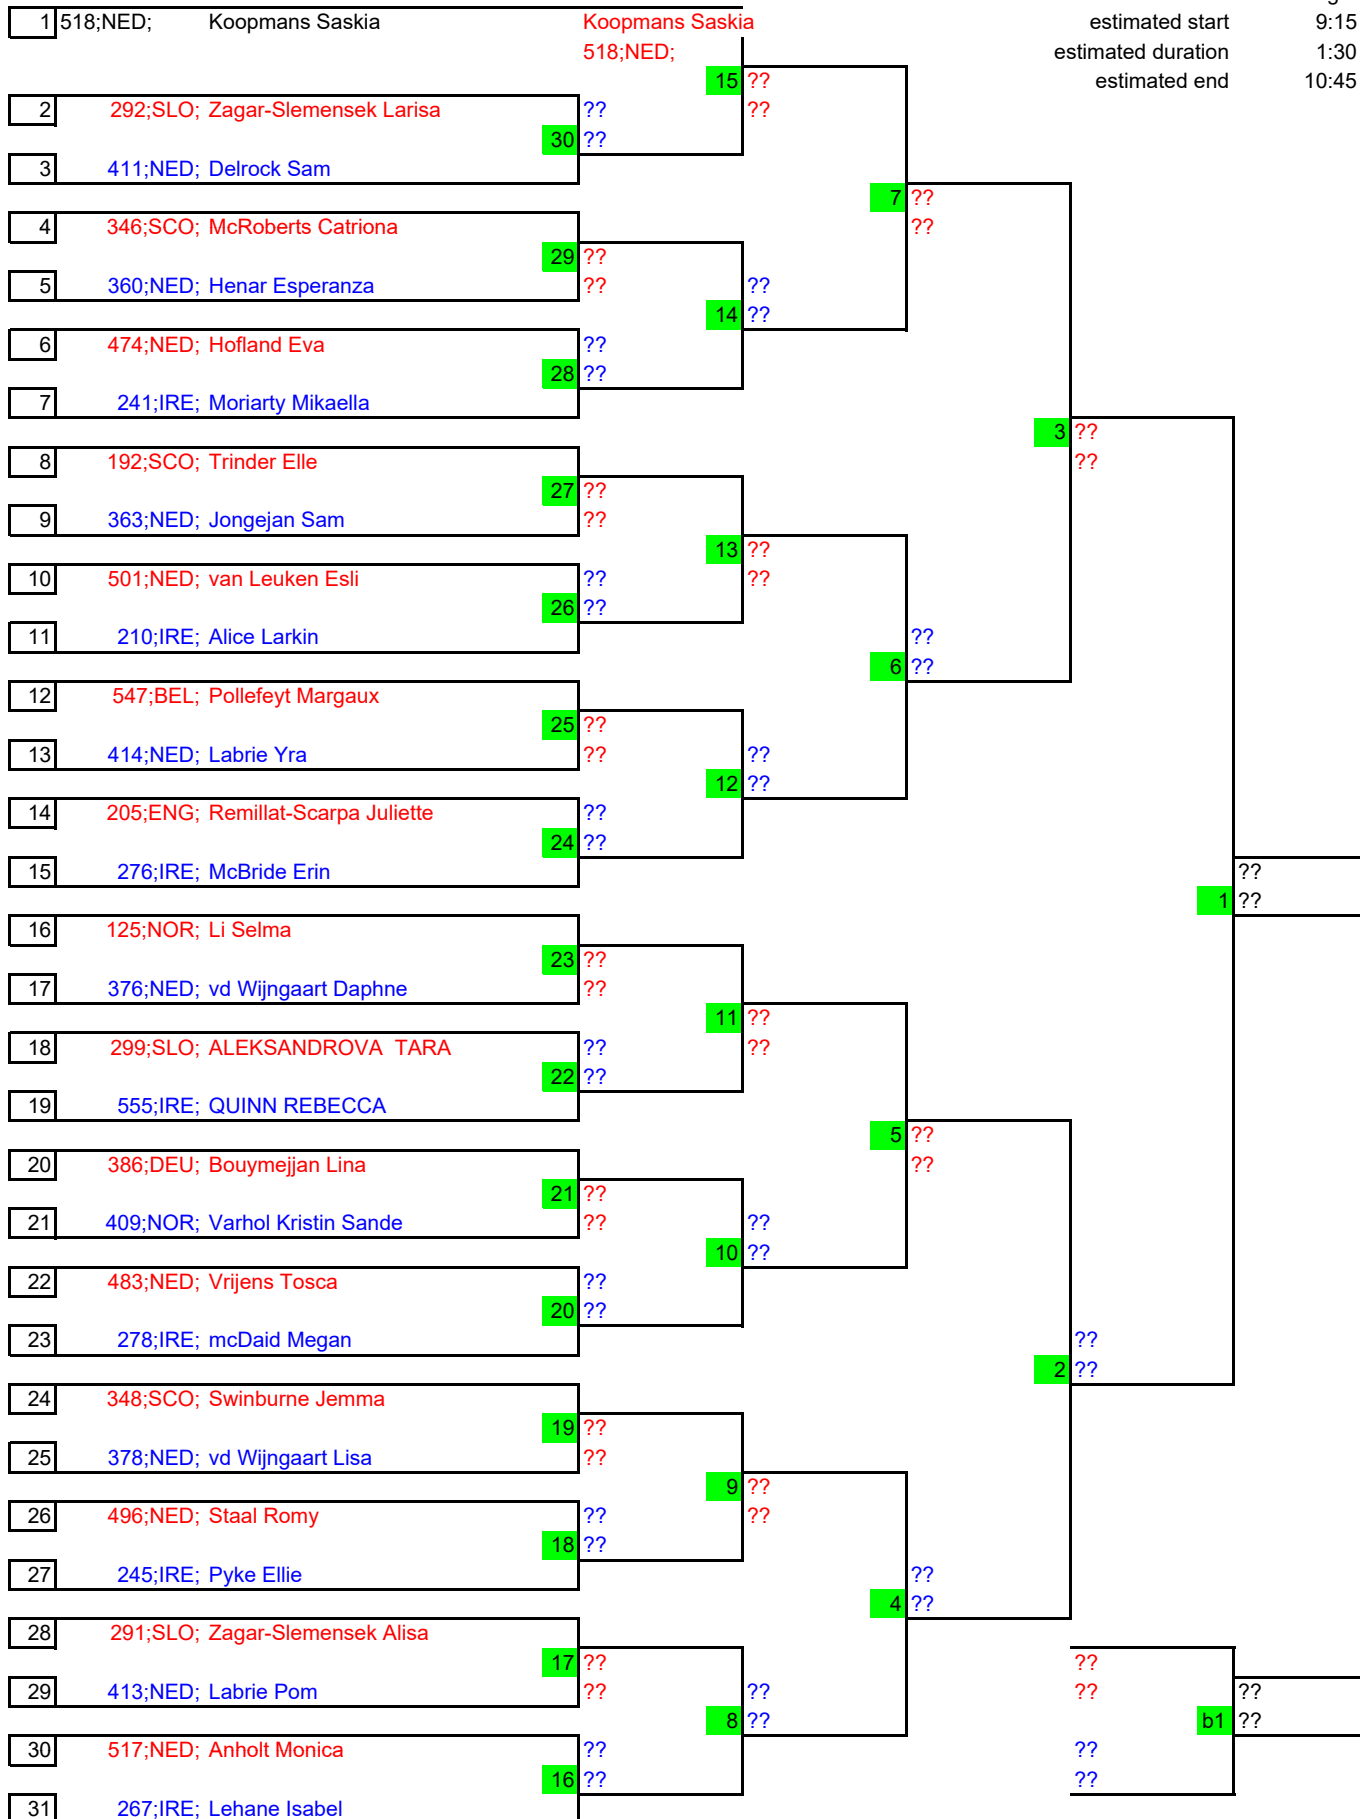 1 518;NED; Koopmans Saskia Koopmans Saskia estimated start 9:15
518;NED; estimated duration 1:30
15 ?? estimated end 10:45
2 292;SLO; Zagar-Slemensek Larisa ?? ??
30 ??
3 411;NED; Delrock Sam
7 ??
4 346;SCO; McRoberts Catriona ??
29 ??
5 360;NED; Henar Esperanza ?? ??
14 ??
6 474;NED; Hofland Eva ??
28 ??
7 241;IRE; Moriarty Mikaella
3 ??
8 192;SCO; Trinder Elle ??
27 ??
9 363;NED; Jongejan Sam ??
13 ??
10 501;NED; van Leuken Esli ?? ??
26 ??
11 210;IRE; Alice Larkin ??
6 ??
12 547;BEL; Pollefeyt Margaux
25 ??
13 414;NED; Labrie Yra ?? ??
12 ??
14 205;ENG; Remillat-Scarpa Juliette ??
24 ??
15 276;IRE; McBride Erin ??
1 ??
16 125;NOR; Li Selma
23 ??
17 376;NED; vd Wijngaart Daphne ??
11 ??
18 299;SLO; ALEKSANDROVA TARA ?? ??
22 ??
19 555;IRE; QUINN REBECCA
5 ??
20 386;DEU; Bouymejjan Lina ??
21 ??
21 409;NOR; Varhol Kristin Sande ?? ??
10 ??
22 483;NED; Vrijens Tosca ??
20 ??
23 278;IRE; mcDaid Megan ??
2 ??
24 348;SCO; Swinburne Jemma
19 ??
25 378;NED; vd Wijngaart Lisa ??
9 ??
26 496;NED; Staal Romy ?? ??
18 ??
27 245;IRE; Pyke Ellie ??
4 ??
28 291;SLO; Zagar-Slemensek Alisa
17 ?? ??
29 413;NED; Labrie Pom ?? ?? ?? ??
8 ?? b1 ??
30 517;NED; Anholt Monica ?? ??
16 ?? ??
31 267;IRE; Lehane Isabel